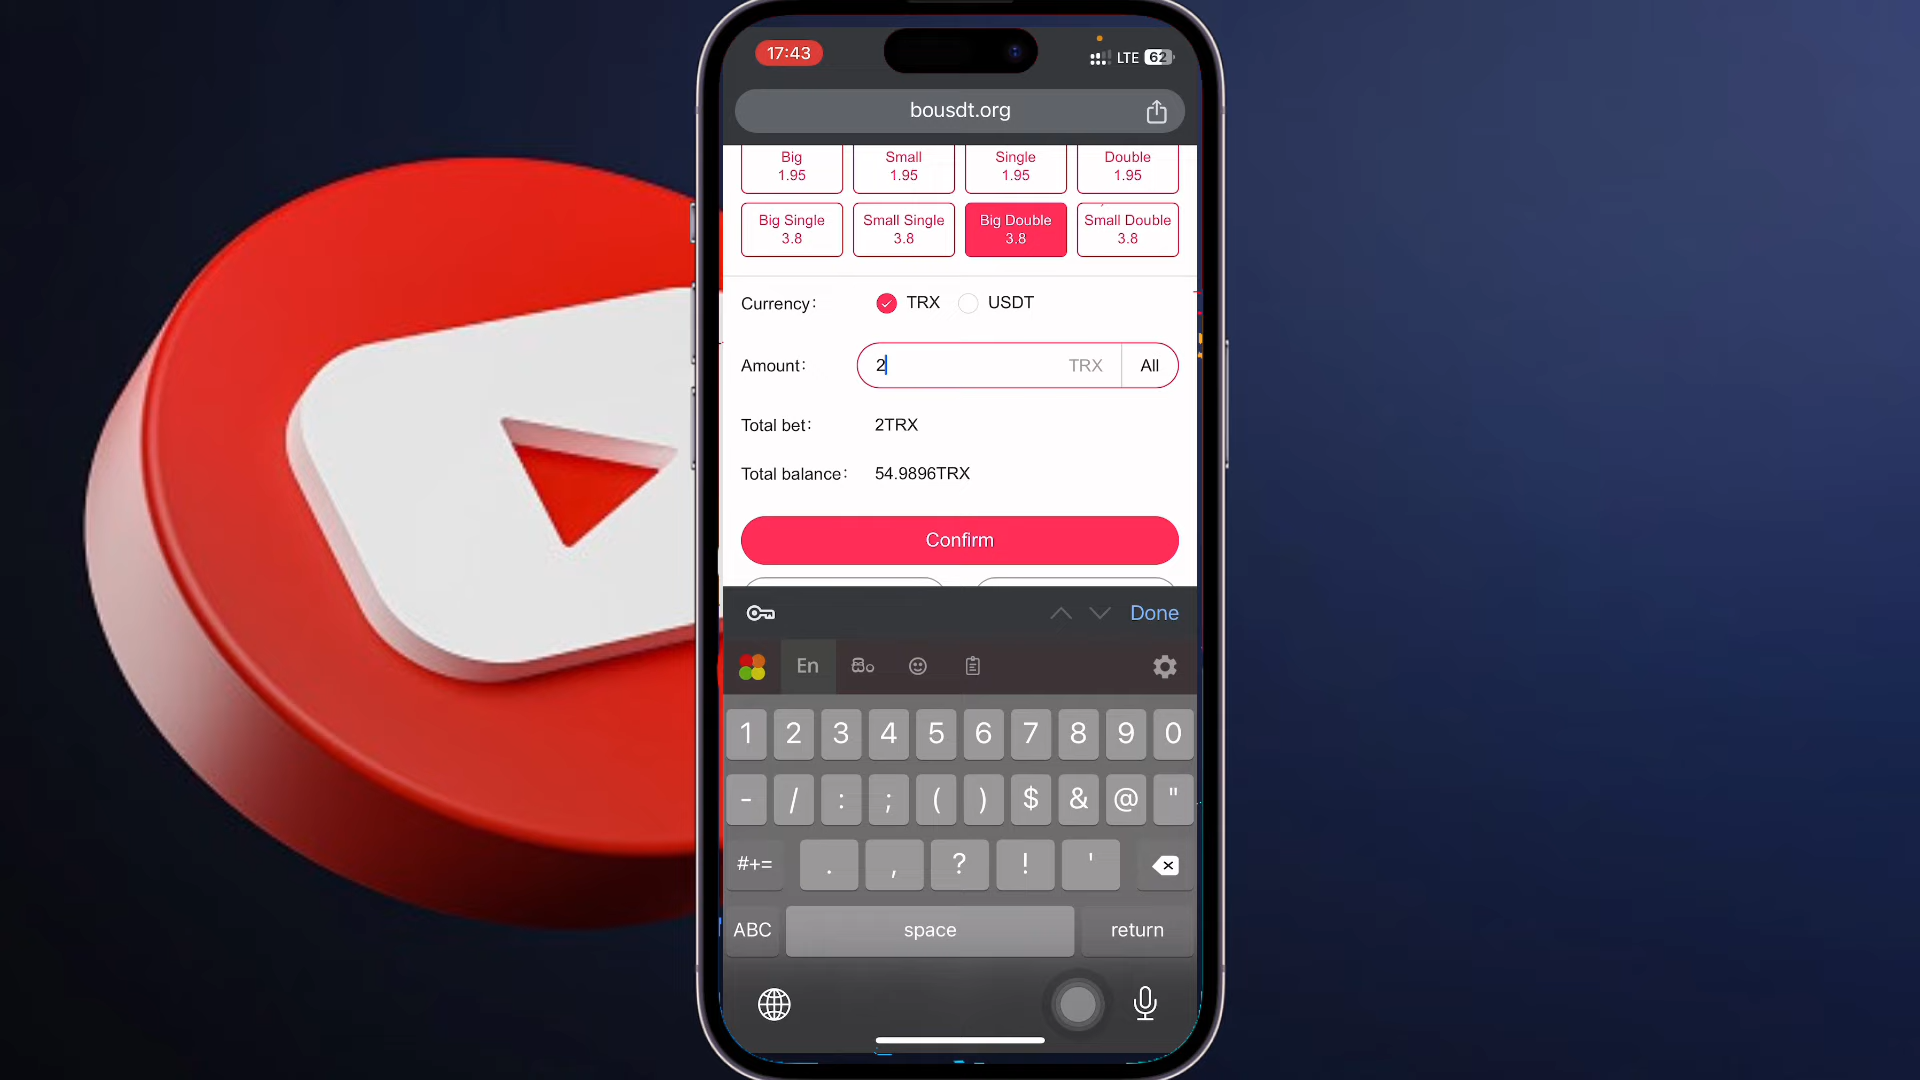 17:43
LTE 62
bousdt.org
Big Small Single Double
1.95 1.95 1.95 1.95
Big Single Small Single Big Double Small Double
3.8 3.8 3.8 3.8
Currency: TRX USDT
Amount: 2 TRX All
Total bet: 2TRX
Total balance: 54.9896TRX
Confirm
Done
En
1 2 3 4 5 6 7 8 9 0
- / : ; ( ) $ & @ "
#+= . , ? ! '
ABC space return